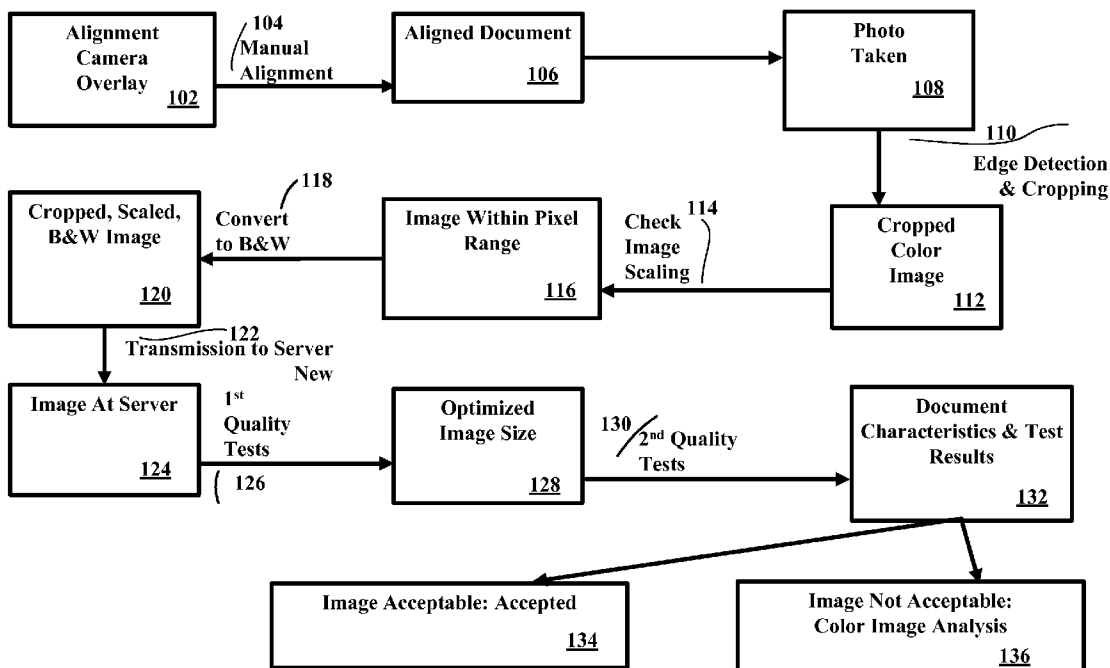 Alignment
Camera
Overlay
102
104
Manual
Alignment
Aligned Document
106
Photo
Taken
108
110
Edge Detection
& Cropping
Cropped
Color
Image
112
114
Check
Image
Scaling
Image Within Pixel
Range
116
118
Convert
to B&W
Cropped, Scaled,
B&W Image
120
122
Transmission to Server
New
Image At Server
124
1st
Quality
Tests
126
Optimized
Image Size
128
130
2nd Quality
Tests
Document
Characteristics & Test
Results
132
Image Acceptable: Accepted
134
Image Not Acceptable:
Color Image Analysis
136